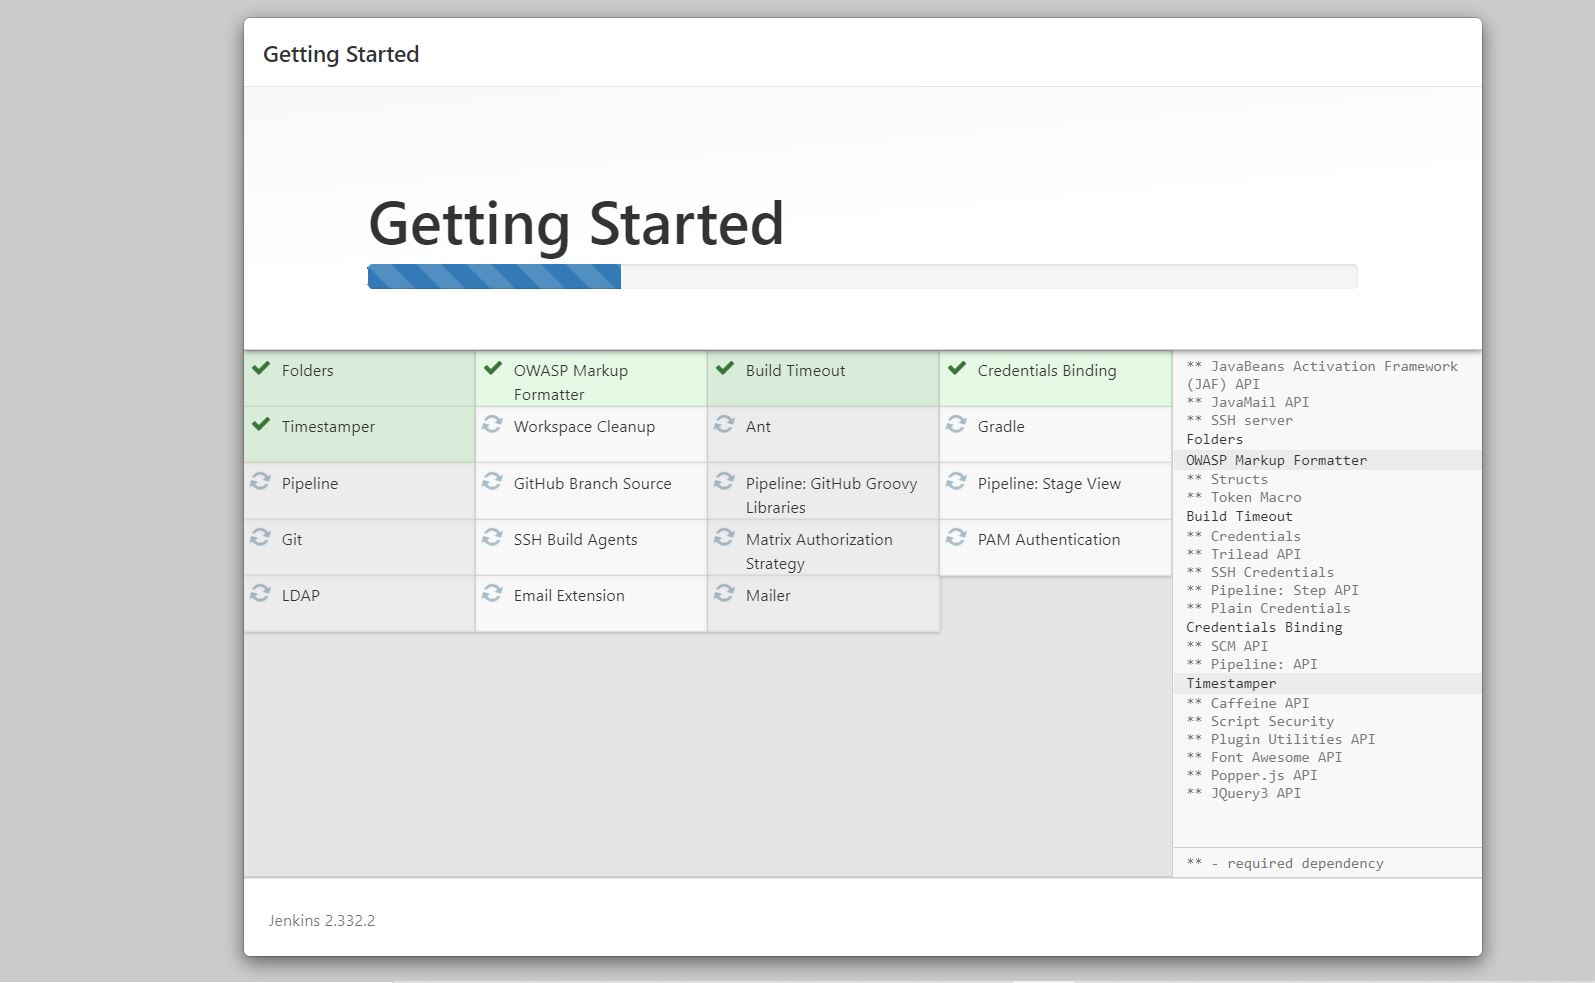 Getting Started
Getting Started
Folders
OWASP Markup
Formatter
Build Timeout
Credentials Binding
Timestamper
Workspace Cleanup
Ant
Gradle
Pipeline
GitHub Branch Source
Pipeline: GitHub Groovy
Libraries
Pipeline: Stage View
Git
SSH Build Agents
Matrix Authorization
Strategy
PAM Authentication
LDAP
Email Extension
Mailer
** JavaBeans Activation Framework
(JAF) API
** JavaMail API
** SSH server
Folders
OWASP Markup Formatter
** Structs
** Token Macro
Build Timeout
** Credentials
** Trilead API
** SSH Credentials
** Pipeline: Step API
** Plain Credentials
Credentials Binding
** SCM API
** Pipeline: API
Timestamper
** Caffeine API
** Script Security
** Plugin Utilities API
** Font Awesome API
** Popper.js API
** JQuery3 API
** - required dependency
Jenkins 2.332.2